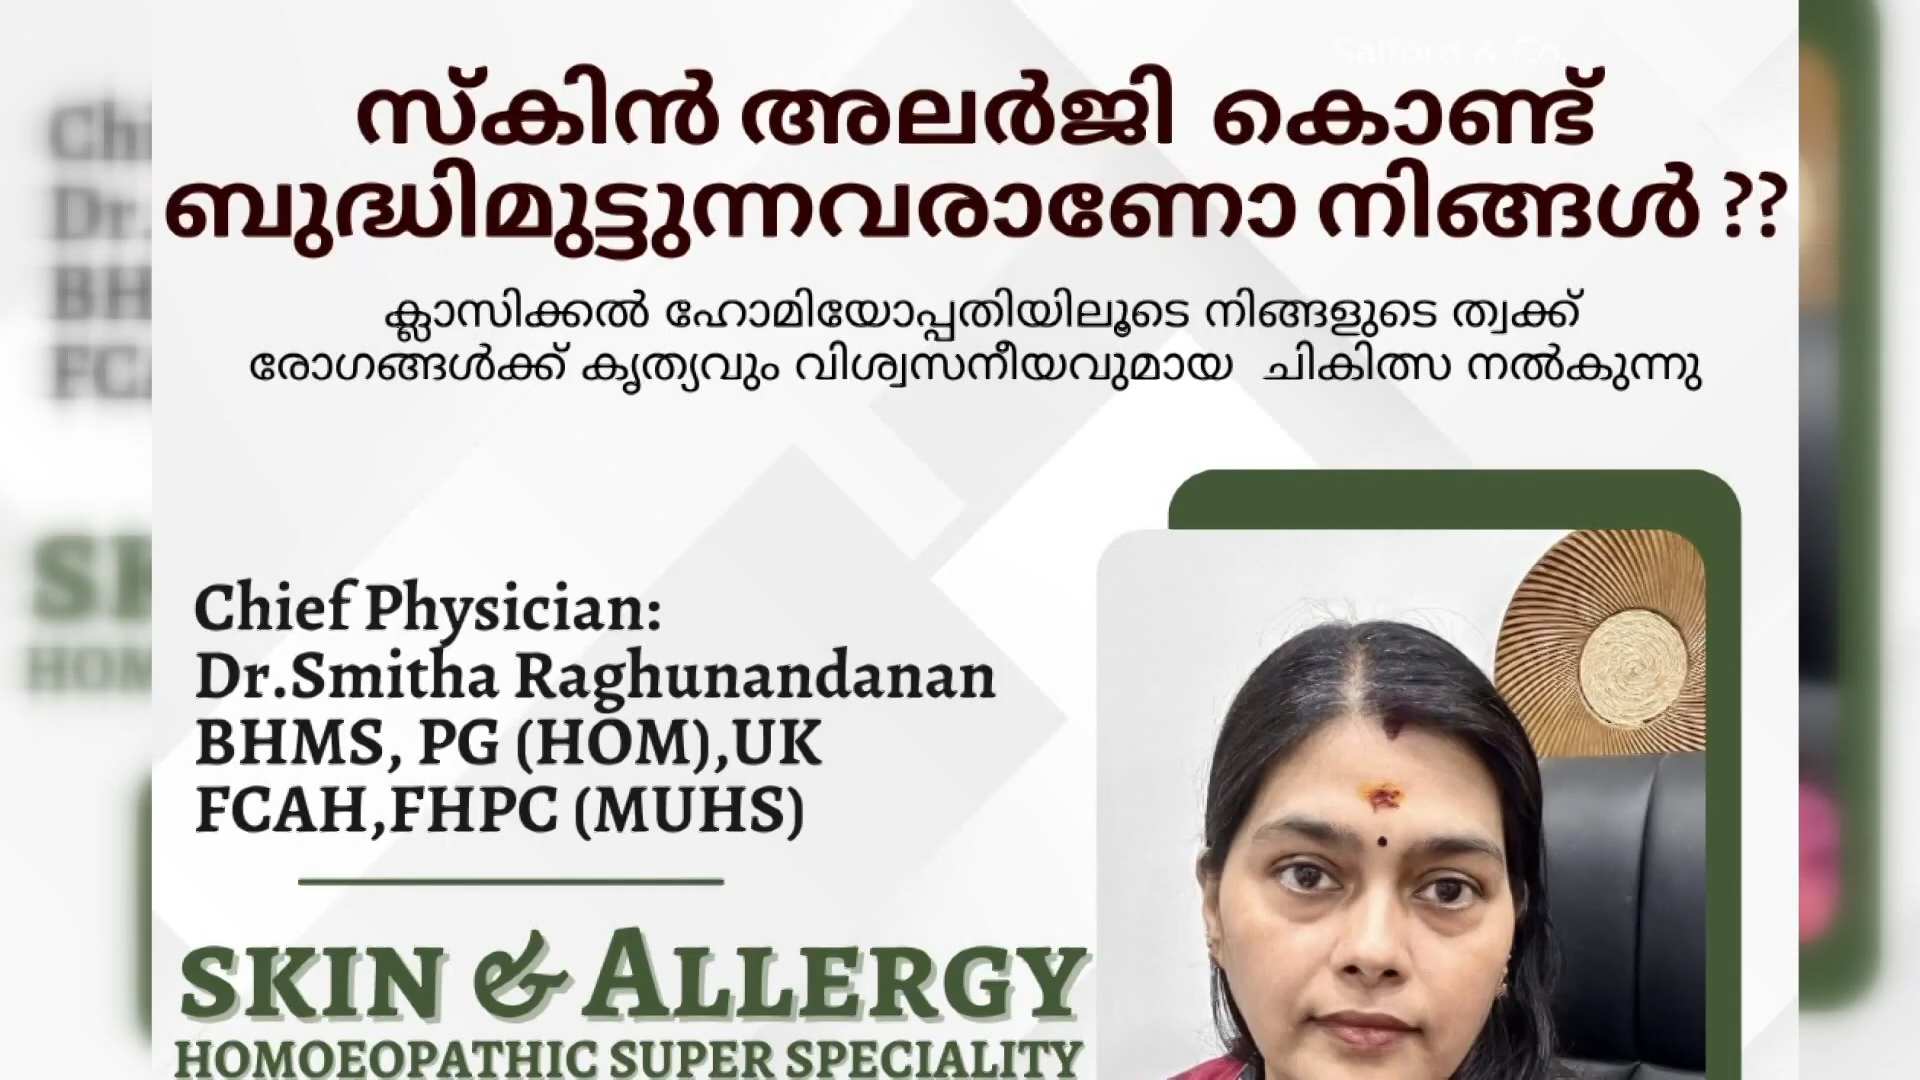 സ്കിൻ അലർജി കൊണ്ട്
ബുദ്ധിമുട്ടുന്നവരാണോ നിങ്ങൾ ??
ക്ലാസിക്കൽ ഹോമിയോപ്പതിയിലൂടെ നിങ്ങളുടെ ത്വക്ക്
രോഗങ്ങൾക്ക് കൃത്യവും വിശ്വസനീയവുമായ ചികിത്സ നൽകുന്നു
Chief Physician:
Dr.Smitha Raghunandanan
BHMS, PG (HOM),UK
FCAH,FHPC (MUHS)
SKIN & ALLERGY
HOMOEOPATHIC SUPER SPECIALITY